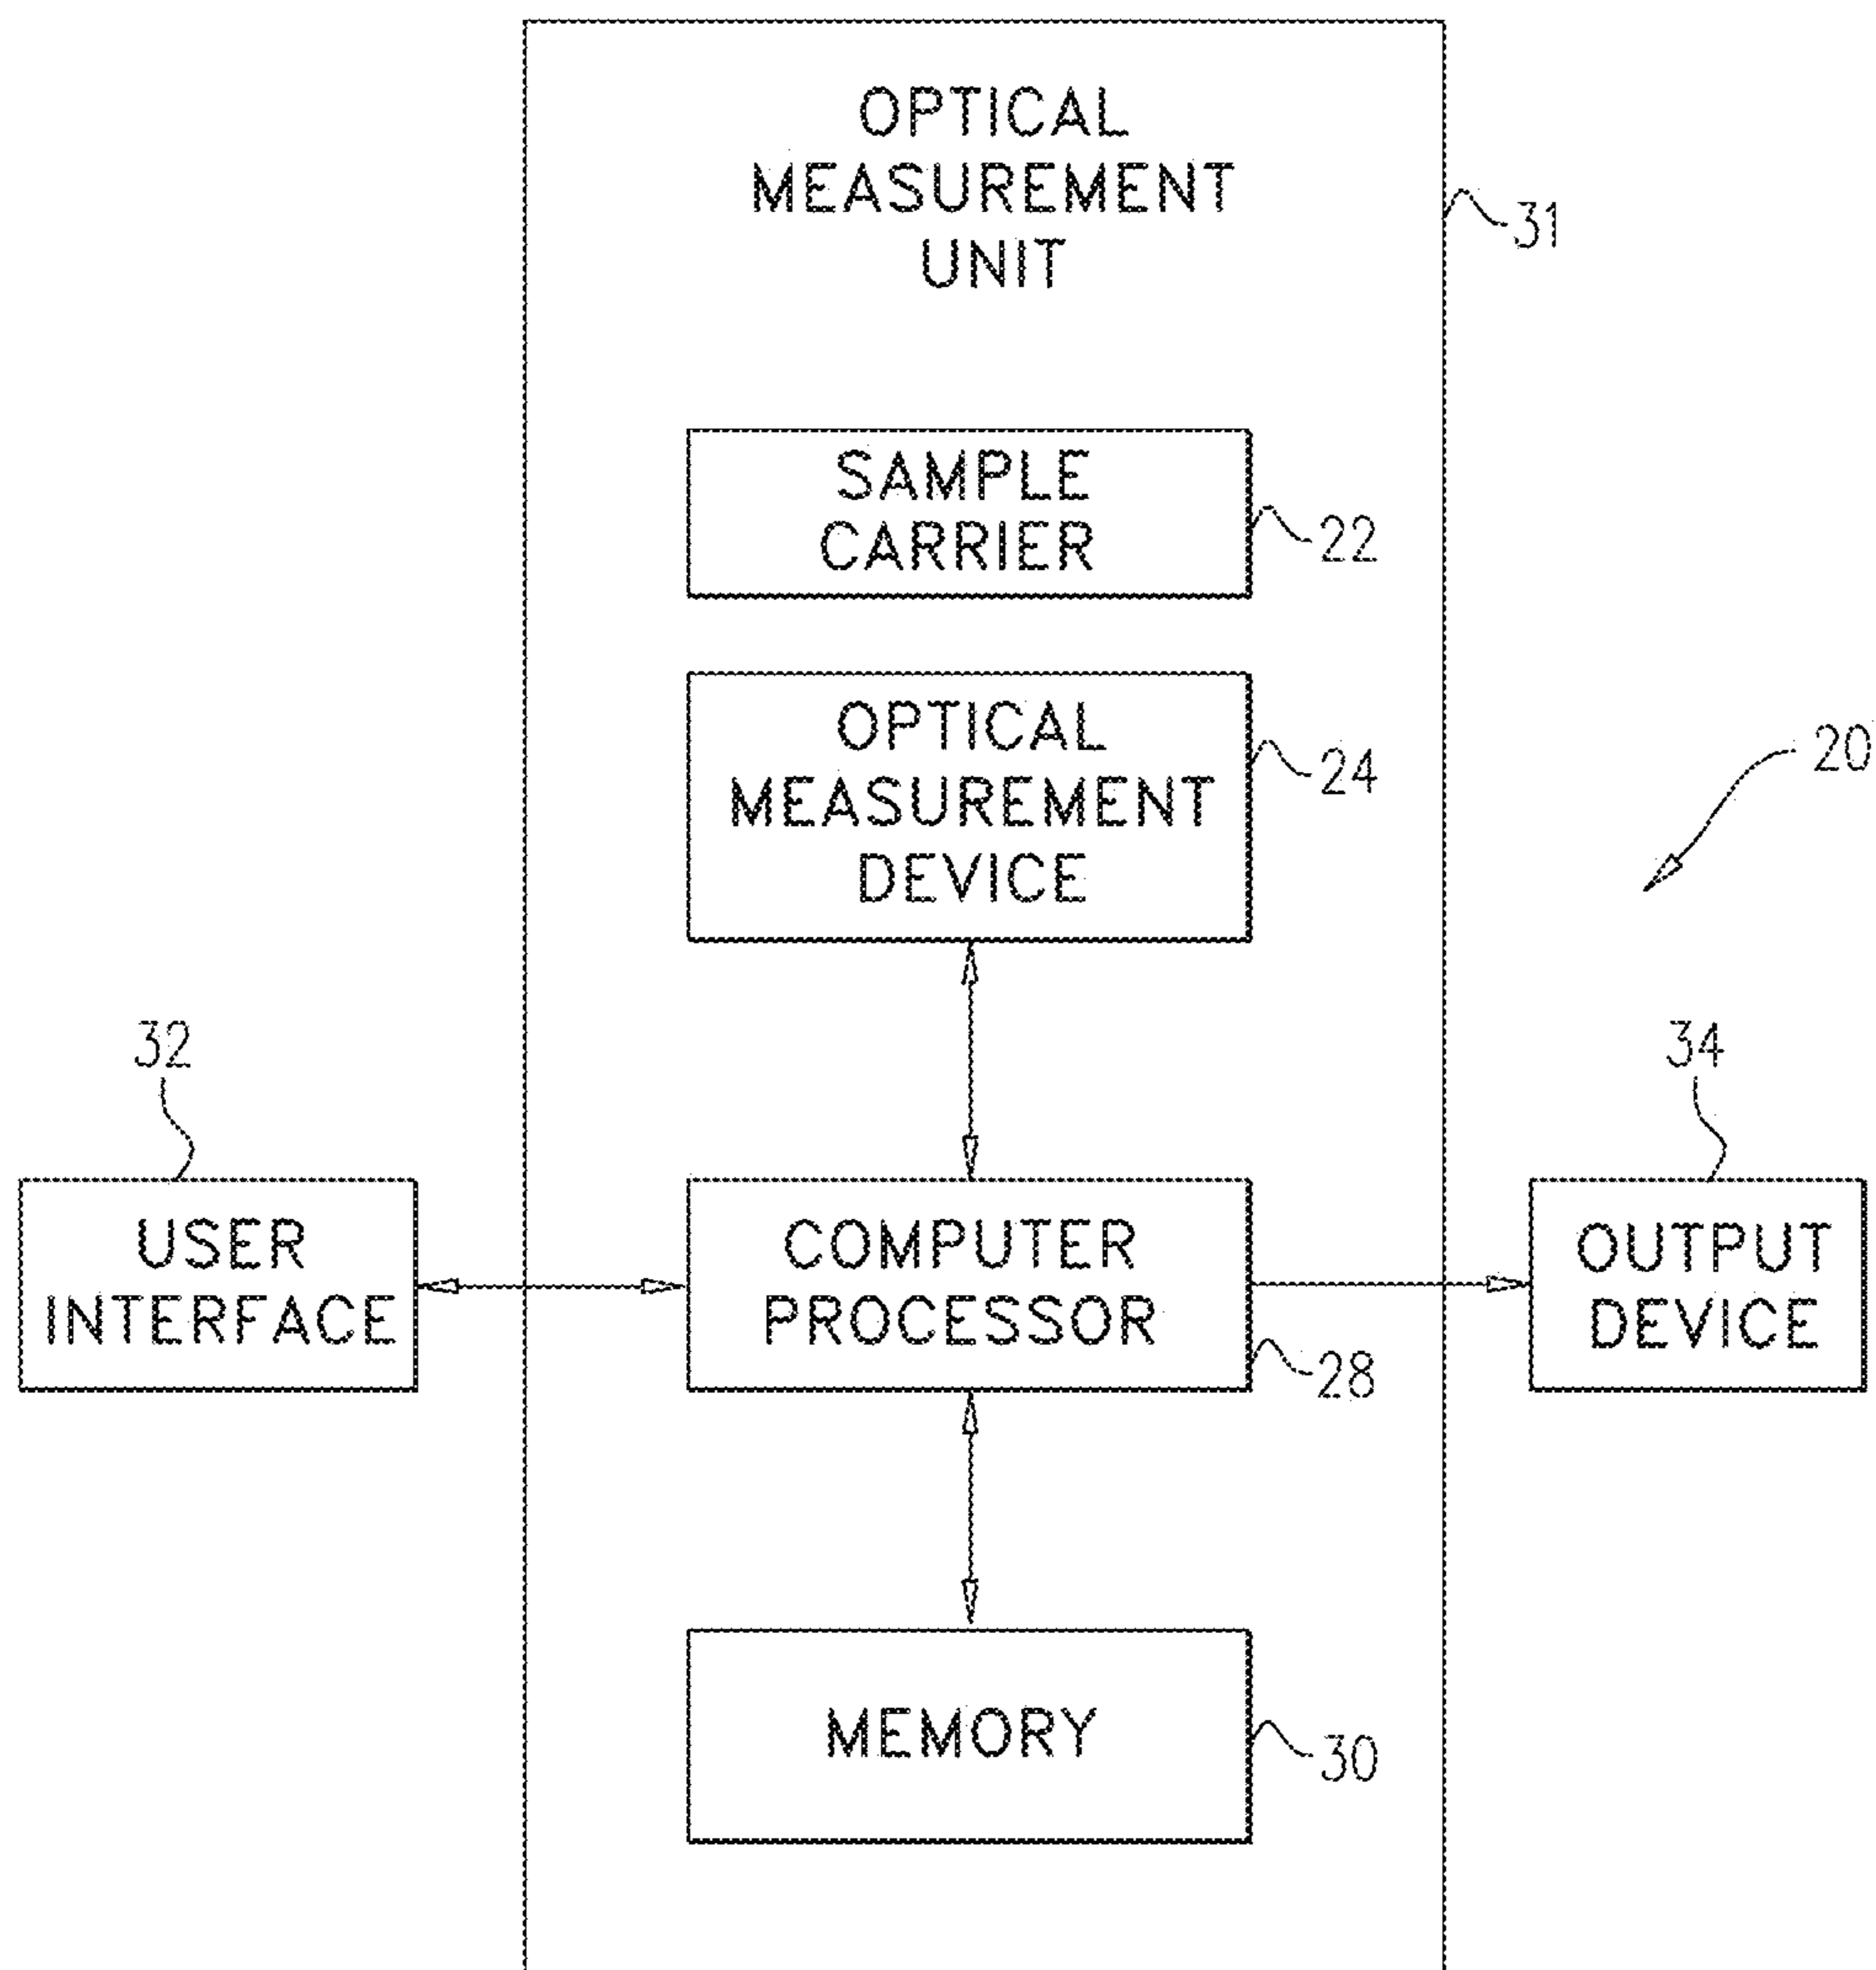 OPTICAL
MEASUREMENT
UNIT
31
SAMPLE
CARRIER
22
OPTICAL
MEASUREMENT
DEVICE
24
20
32
34
USER
INTERFACE
COMPUTER
PROCESSOR
28
OUTPUT
DEVICE
MEMORY
30